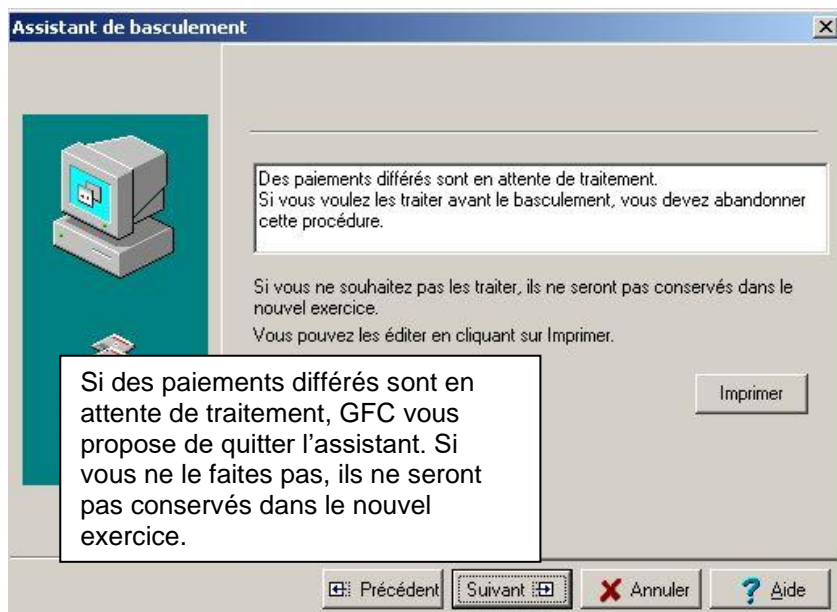 Assistant de basculement
Des paiements différés sont en attente de traitement.
Si vous voulez les traiter avant le basculement, vous devez abandonner
cette procédure.
Si vous ne souhaitez pas les traiter, ils ne seront pas conservés dans le
nouvel exercice.
Vous pouvez les éditer en cliquant sur Imprimer.
Imprimer
Si des paiements différés sont en
attente de traitement, GFC vous
propose de quitter l’assistant. Si
vous ne le faites pas, ils ne seront
pas conservés dans le nouvel
exercice.
Précédent Suivant Annuler ? Aide